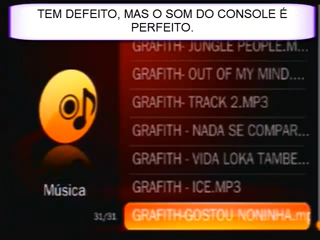 TEM DEFEITO, MAS O SOM DO CONSOLE É
PERFEITO.
GRAFITH- JUNGLE PEOPLE.M...
GRAFITH- OUT OF MY MIND....
GRAFITH- TRACK 2.MP3
GRAFITH - NADA SE COMPAR...
GRAFITH - VIDA LOKA TAMBE...
GRAFITH - ICE.MP3
Música
31/31
GRAFITH-GOSTOU NONINHA.mp